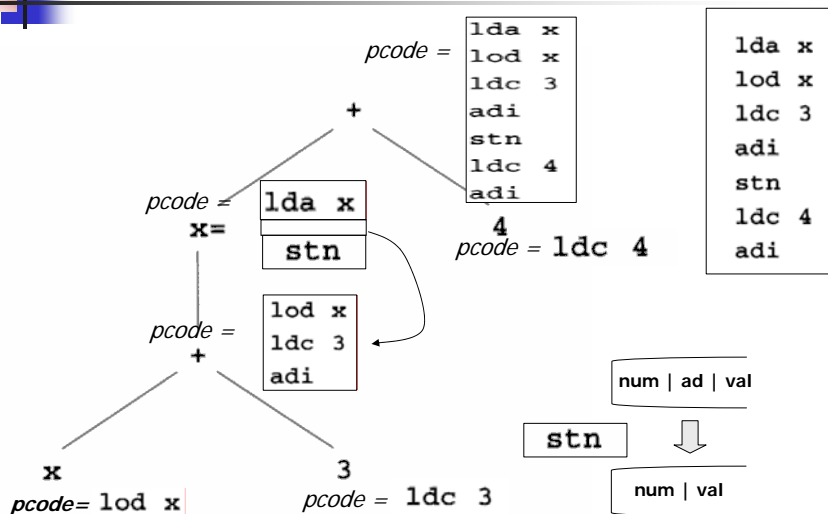 pcode =
lda x
lod x
ldc 3
adi
stn
ldc 4
adi
lda x
lod x
ldc 3
adi
stn
ldc 4
adi
+
pcode =
lda x
x=
stn
4
pcode = ldc 4
pcode =
lod x
ldc 3
adi
+
num | ad | val
stn
num | val
x
pcode= lod x
3
pcode = ldc 3